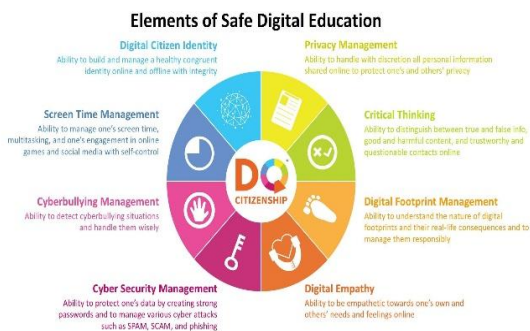 Elements of Safe Digital Education
Digital Citizen Identity
Ability to build and manage a healthy congruent
identity online and offline with integrity
Privacy Management
Ability to handle with discretion all personal information
shared online to protect one's and others' privacy
Screen Time Management
Ability to manage one's screen time,
multitasking, and one's engagement in online
games and social media with self-control
Critical Thinking
Ability to distinguish between true and false info,
good and harmful content, and trustworthy and
questionable contacts online
DQ
CITIZENSHIP
Cyberbullying Management
Ability to detect cyberbullying situations
and handle them wisely
Digital Footprint Management
Ability to understand the nature of digital
footprints and their real-life consequences and to
manage them responsibly
Cyber Security Management
Ability to protect one's data by creating strong
passwords and to manage various cyber attacks
such as SPAM, SCAM, and phishing
Digital Empathy
Ability to be empathetic towards one's own and
others' needs and feelings online